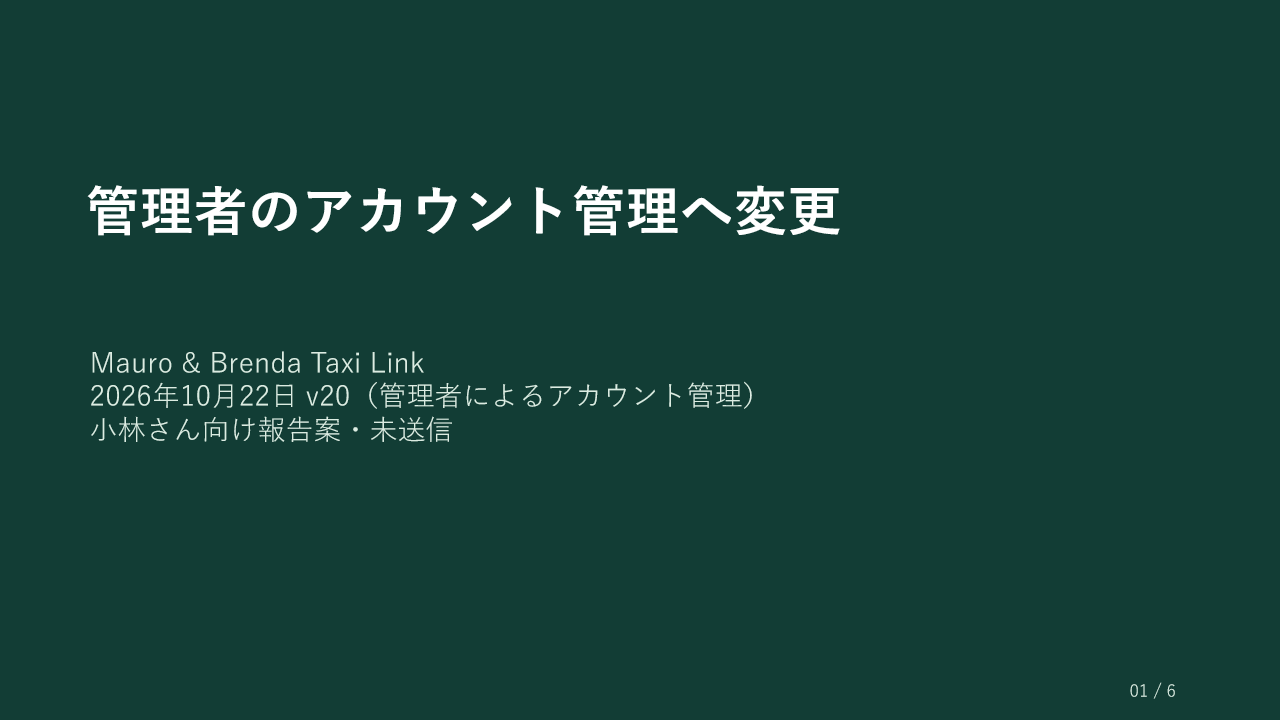 管理者のアカウント管理へ変更
Mauro & Brenda Taxi Link
2026年10月22日 v20（管理者によるアカウント管理）
小林さん向け報告案・未送信
01 / 6